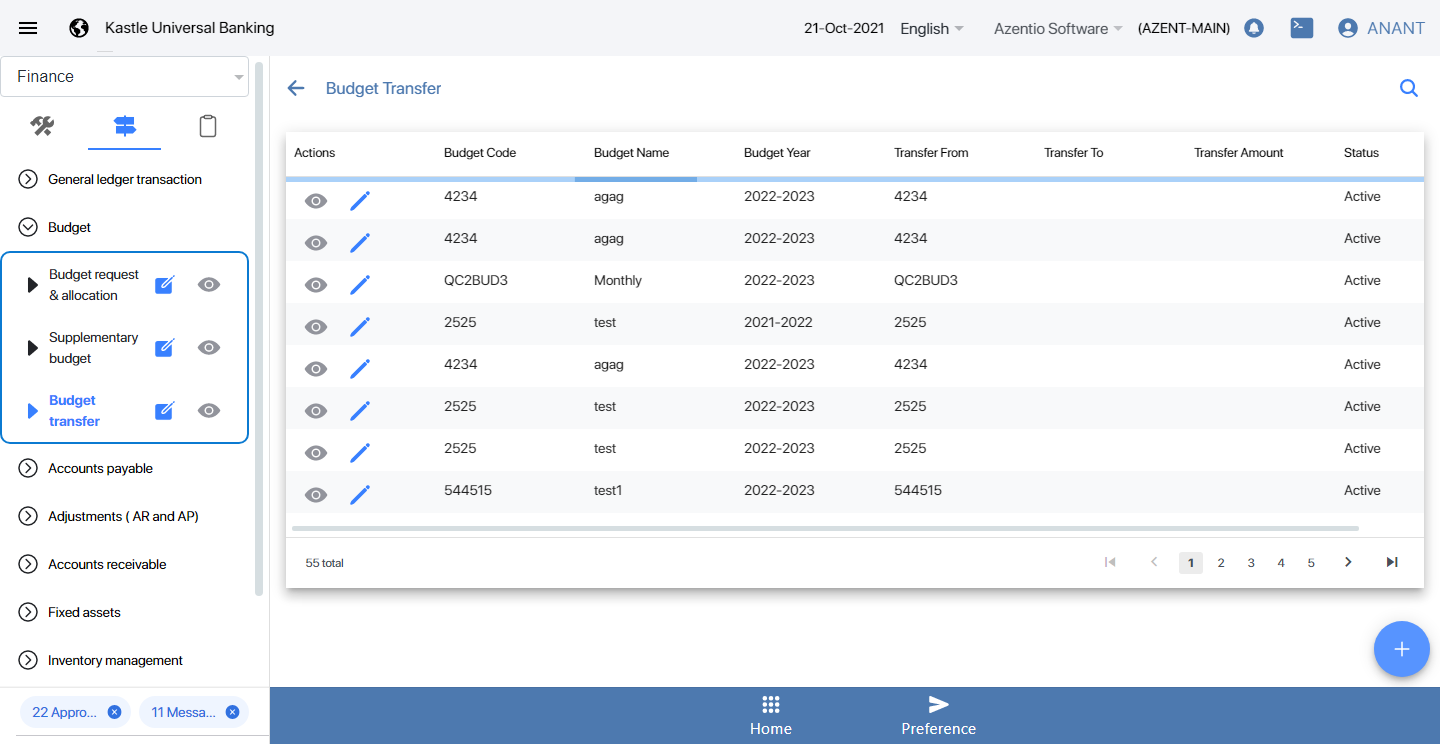 Kastle Universal Banking
21-Oct-2021 English Azentio Software (AZENT-MAIN) ANANT
Finance
General ledger transaction
Budget
Budget request
& allocation
Supplementary
budget
Budget
transfer
Accounts payable
Adjustments ( AR and AP)
Accounts receivable
Fixed assets
Inventory management
22 Appro...
11 Messa...
Budget Transfer
Actions Budget Code Budget Name Budget Year Transfer From Transfer To Transfer Amount Status
4234 agag 2022-2023 4234 Active
4234 agag 2022-2023 4234 Active
QC2BUD3 Monthly 2022-2023 QC2BUD3 Active
2525 test 2021-2022 2525 Active
4234 agag 2022-2023 4234 Active
2525 test 2022-2023 2525 Active
2525 test 2022-2023 2525 Active
544515 test1 2022-2023 544515 Active
55 total
1 2 3 4 5
Home
Preference